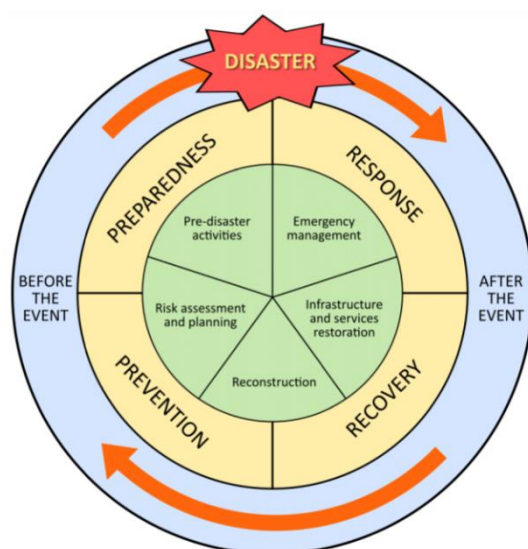 DISASTER
PREPAREDNESS
RESPONSE
Pre-disaster
activities
Emergency
management
BEFORE
THE
EVENT
AFTER
THE
EVENT
Risk assessment
and planning
Infrastructure
and services
restoration
Reconstruction
PREVENTION
RECOVERY